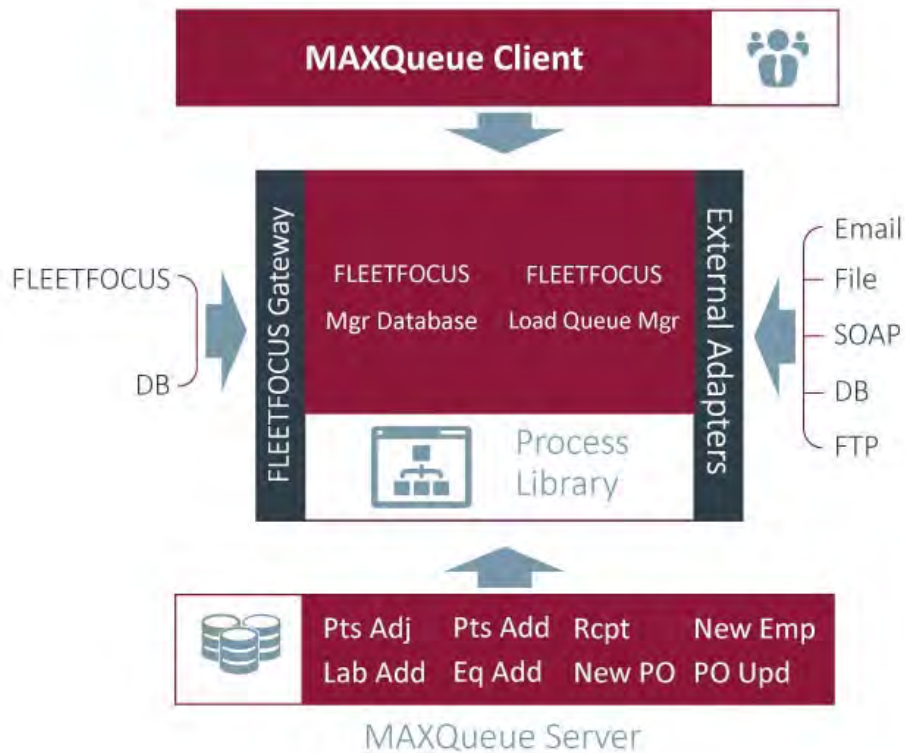 MAXQueue Client
FLEETFOCUS
DB
FLEETFOCUS Gateway
FLEETFOCUS
Mgr Database
FLEETFOCUS
Load Queue Mgr
Process
Library
External Adapters
Email
File
SOAP
DB
FTP
Pts Adj Pts Add Rcpt New Emp
Lab Add Eq Add New PO PO Upd
MAXQueue Server